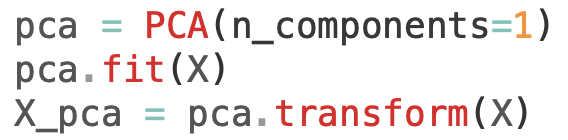 pca = PCA(n_components=1)
pca.fit(X)
X_pca = pca.transform(X)